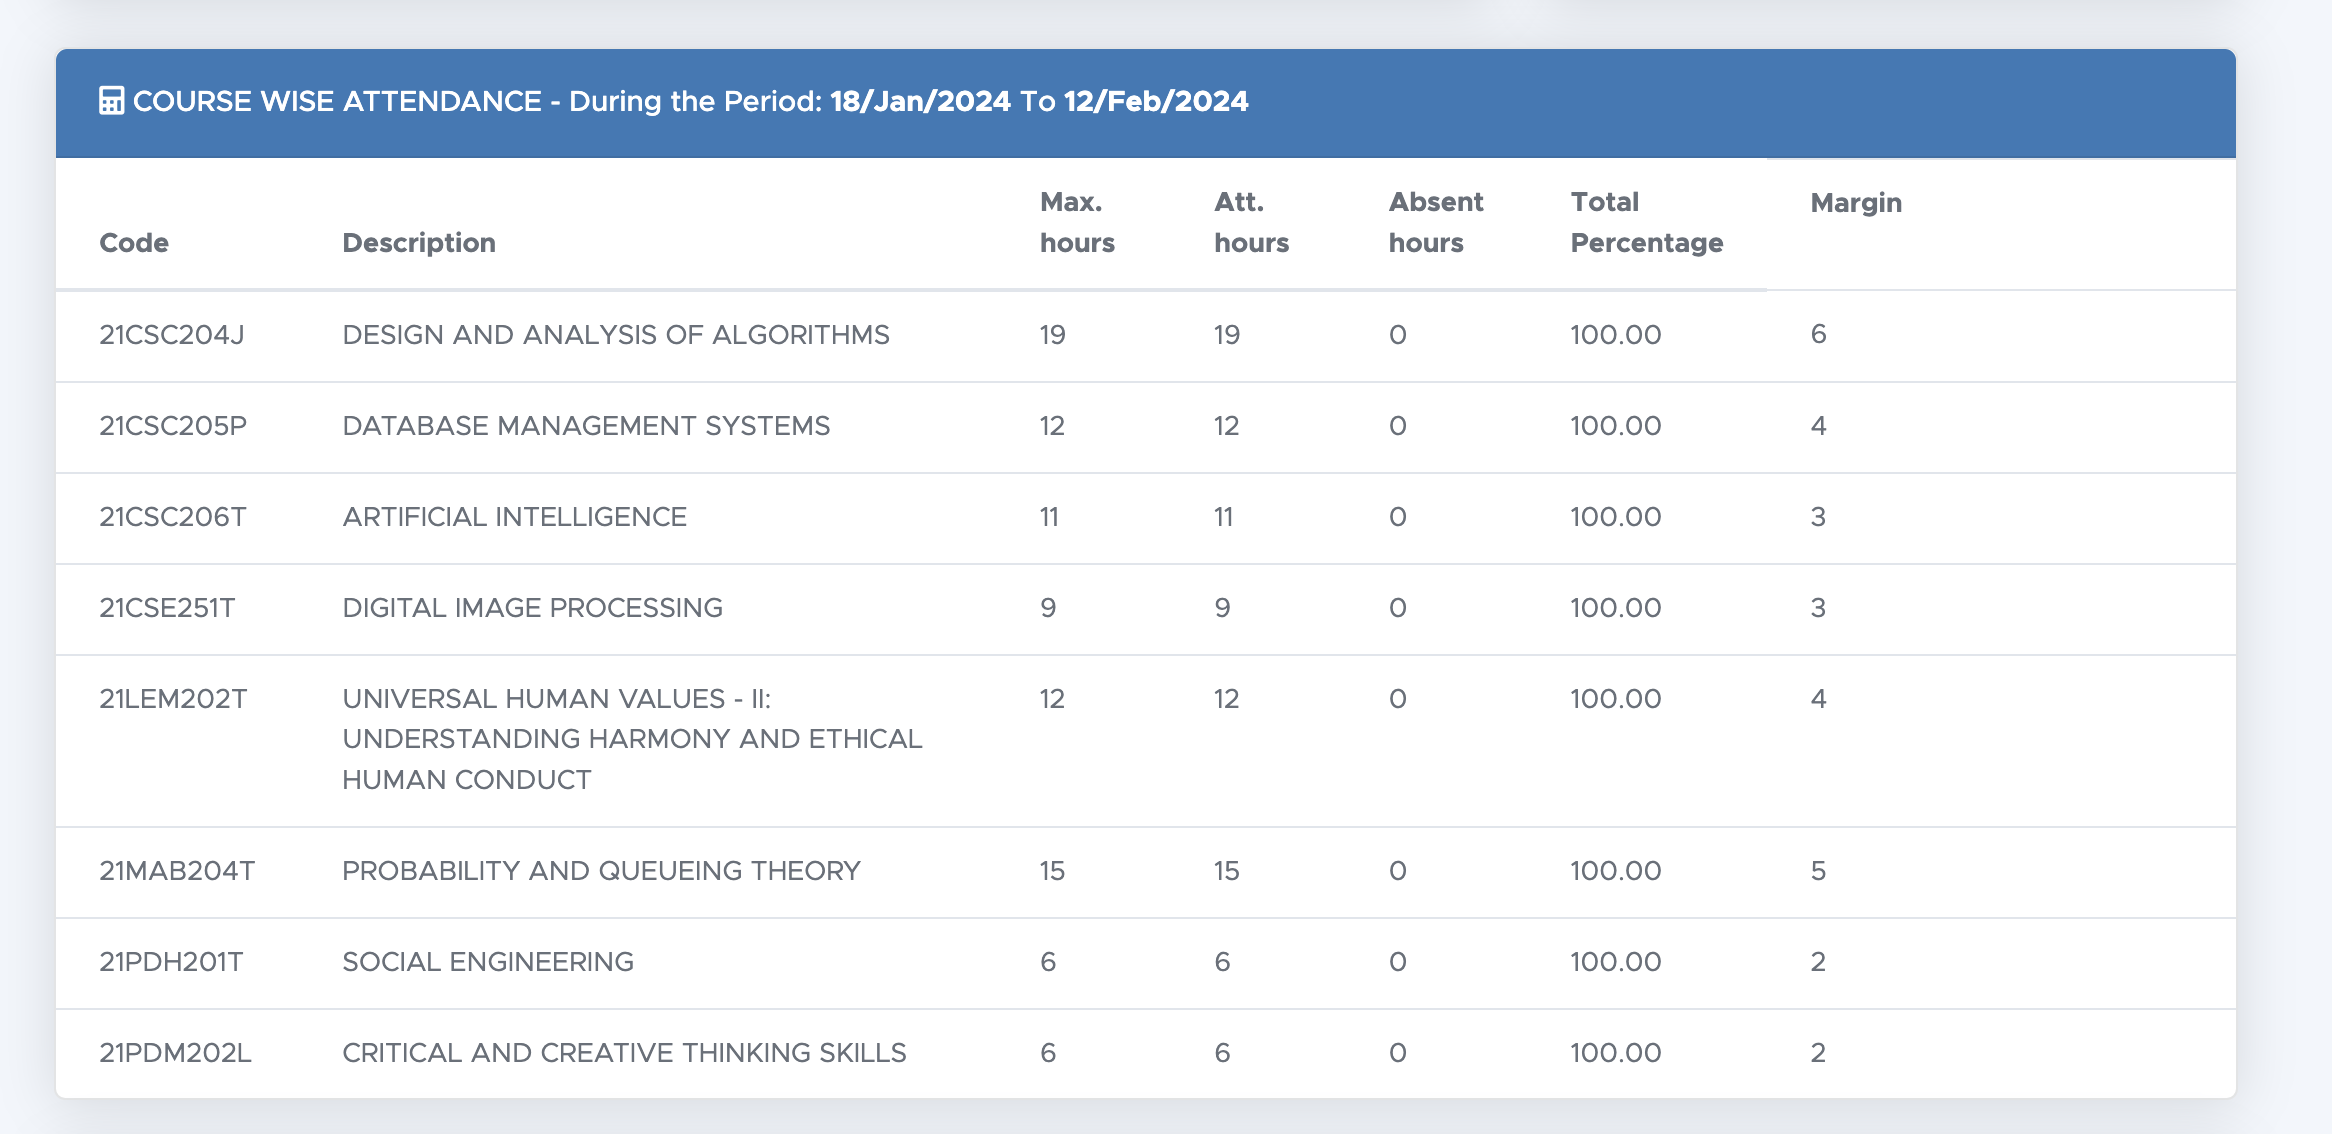 COURSE WISE ATTENDANCE - During the Period: 18/Jan/2024 To 12/Feb/2024
Code Description Max. hours Att. hours Absent hours Total Percentage Margin
21CSC204J DESIGN AND ANALYSIS OF ALGORITHMS 19 19 0 100.00 6
21CSC205P DATABASE MANAGEMENT SYSTEMS 12 12 0 100.00 4
21CSC206T ARTIFICIAL INTELLIGENCE 11 11 0 100.00 3
21CSE251T DIGITAL IMAGE PROCESSING 9 9 0 100.00 3
21LEM202T UNIVERSAL HUMAN VALUES - II: 12 12 0 100.00 4
UNDERSTANDING HARMONY AND ETHICAL
HUMAN CONDUCT
21MAB204T PROBABILITY AND QUEUEING THEORY 15 15 0 100.00 5
21PDH201T SOCIAL ENGINEERING 6 6 0 100.00 2
21PDM202L CRITICAL AND CREATIVE THINKING SKILLS 6 6 0 100.00 2